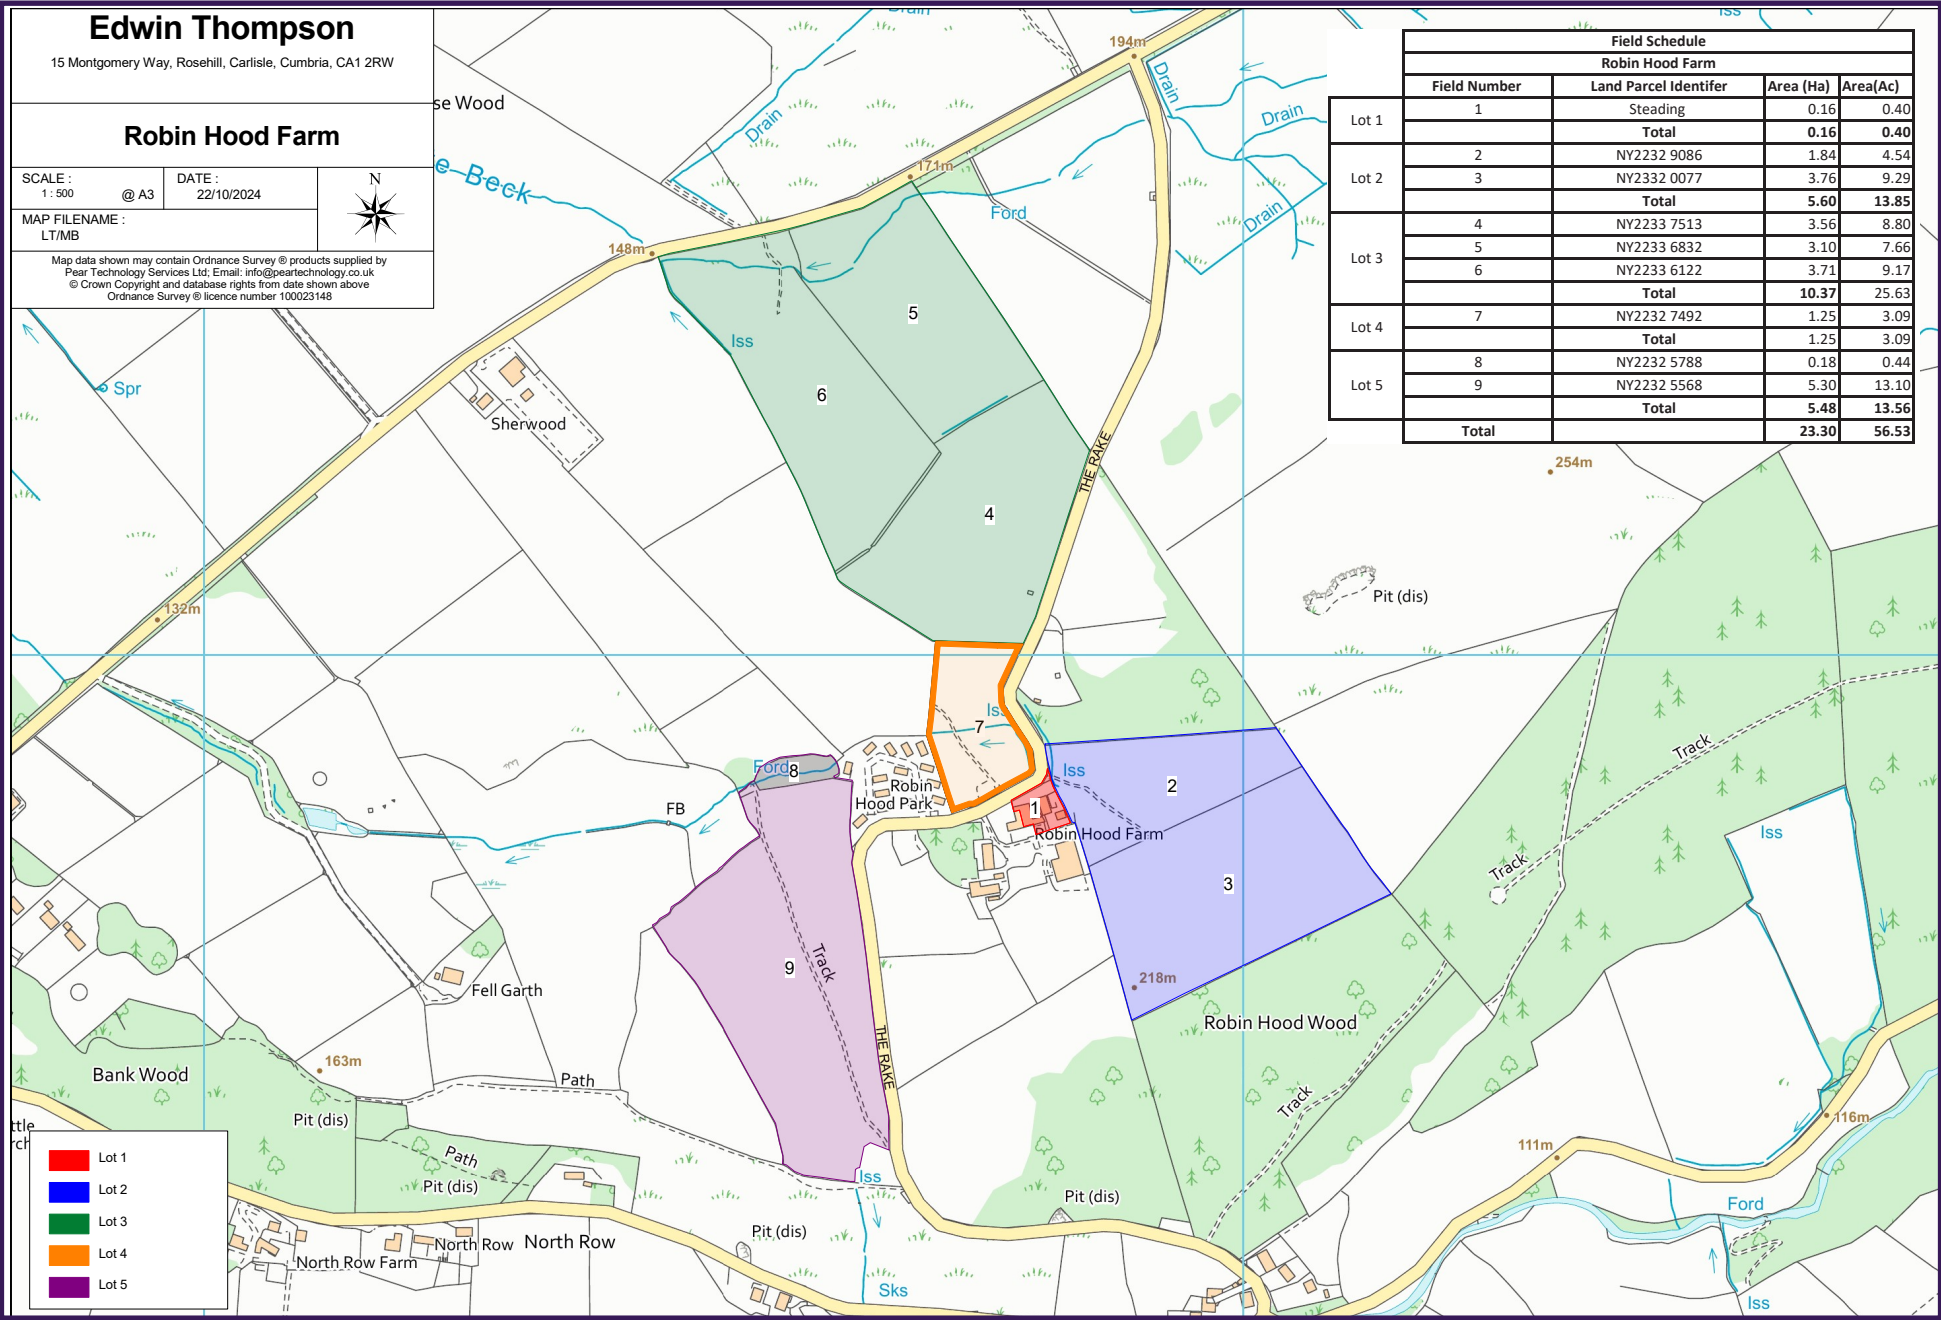 Edwin Thompson
15 Montgomery Way, Rosehill, Carlisle, Cumbria, CA1 2RW
Robin Hood Farm
SCALE :
1 : 500 @ A3
DATE :
22/10/2024
N
MAP FILENAME :
LT/MB
Map data shown may contain Ordnance Survey ® products supplied by
Pear Technology Services Ltd; Email: info@peartechnology.co.uk
© Crown Copyright and database rights from date shown above
Ordnance Survey ® licence number 100023148
Field Schedule
Robin Hood Farm
Field Number Land Parcel Identifer Area (Ha) Area(Ac)
Lot 1
1 Steading 0.16 0.40
Total 0.16 0.40
Lot 2
2 NY2232 9086 1.84 4.54
3 NY2332 0077 3.76 9.29
Total 5.60 13.85
Lot 3
4 NY2233 7513 3.56 8.80
5 NY2233 6832 3.10 7.66
6 NY2233 6122 3.71 9.17
Total 10.37 25.63
Lot 4
7 NY2232 7492 1.25 3.09
Total 1.25 3.09
Lot 5
8 NY2232 5788 0.18 0.44
9 NY2232 5568 5.30 13.10
Total 5.48 13.56
Total 23.30 56.53
Drain
Iss
194m
se Wood
Drain
Drain
Drain
Drain
e-Beck
171m
Ford
148m
5
Iss
Spr
6
Sherwood
THE RAKE
254m
4
Pit (dis)
132m
Iss
7
Track
Ford
8
Iss
2
Robin
Hood Park
FB
1
Robin Hood Farm
Iss
Track
3
Track
9
218m
Fell Garth
Robin Hood Wood
THE RAKE
163m
Bank Wood
Path
Track
Pit (dis)
116m
ttle
rch
111m
Path
Pit (dis)
Iss
Pit (dis)
Ford
Pit (dis)
North Row
North Row
North Row Farm
Sks
Iss
Lot 1
Lot 2
Lot 3
Lot 4
Lot 5